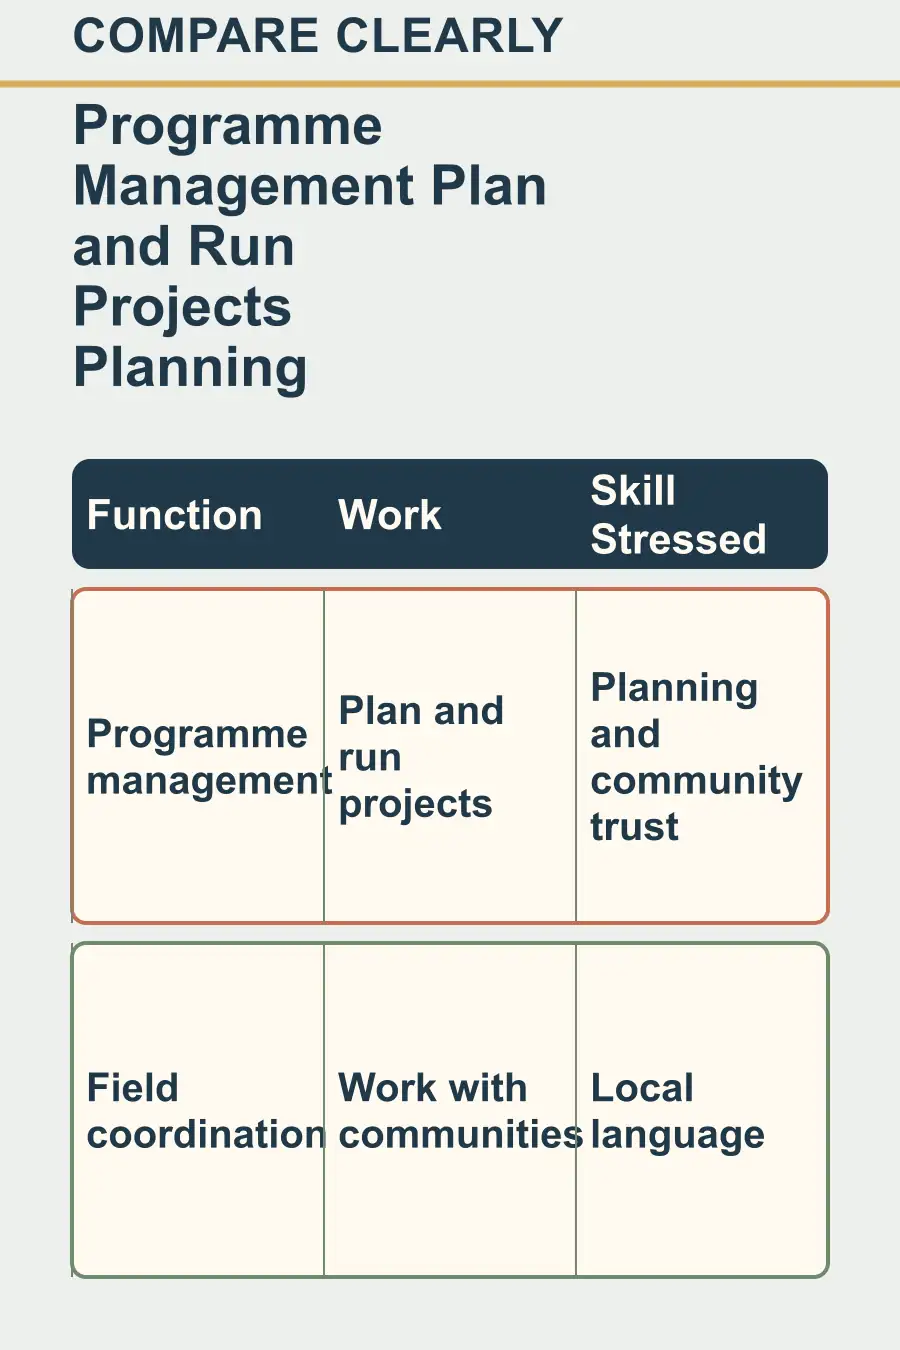 COMPARE CLEARLY
Programme
Management Plan
and Run
Projects
Planning
Function
Work
Skill
Stressed
Programme
management
Plan and
run
projects
Planning
and
community
trust
Field
coordination
Work with
communities
Local
language